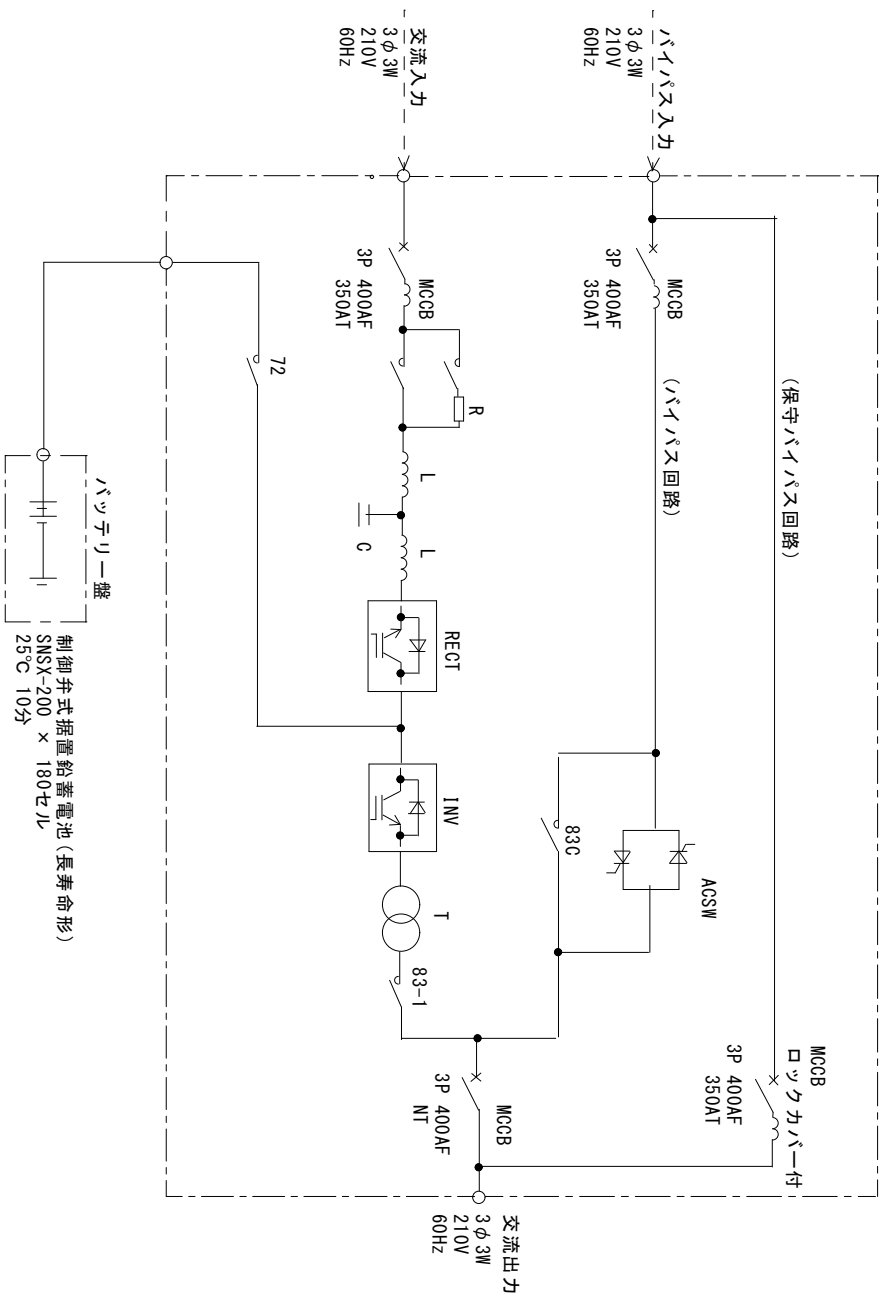 バイパス入力
3φ3W
210V
60Hz
交流入力
3φ3W
210V
60Hz
(保守バイパス回路)
MCCB
ロックカバー付
3P 400AF
350AT
MCCB
3P 400AF
350AT
(バイパス回路)
ACSW
83C
MCCB
3P 400AF
350AT
R
L
C
L
RECT
INV
T
83-1
MCCB
3P 400AF
NT
交流出力
3φ3W
210V
60Hz
72
バッテリー盤
制御弁式据置鉛蓄電池(長寿命形)
SNSX-200 × 180セル
25℃ 10分